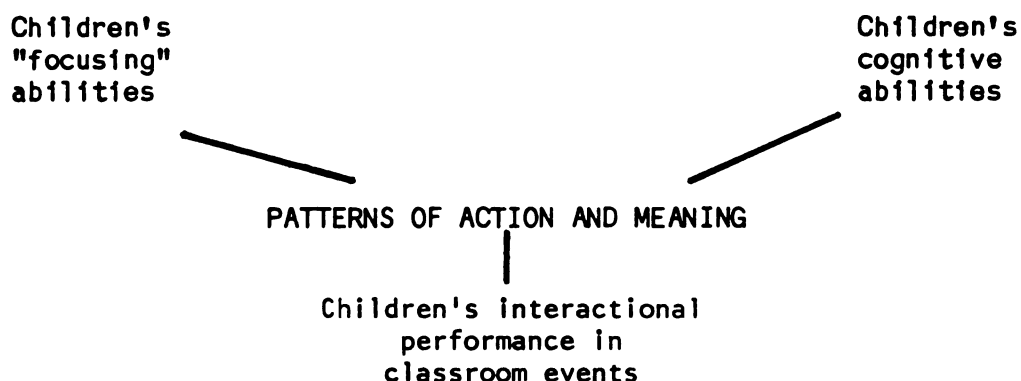 Children's
"focusing"
abilities
Children's
cognitive
abilities
PATTERNS OF ACTION AND MEANING
Children's interactional
performance in
classroom events